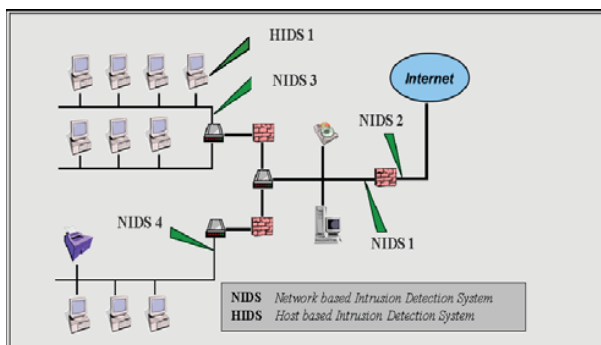 HIDS 1
NIDS 3
Internet
NIDS 2
NIDS 4
NIDS 1
NIDS Network based Intrusion Detection System
HIDS Host based Intrusion Detection System